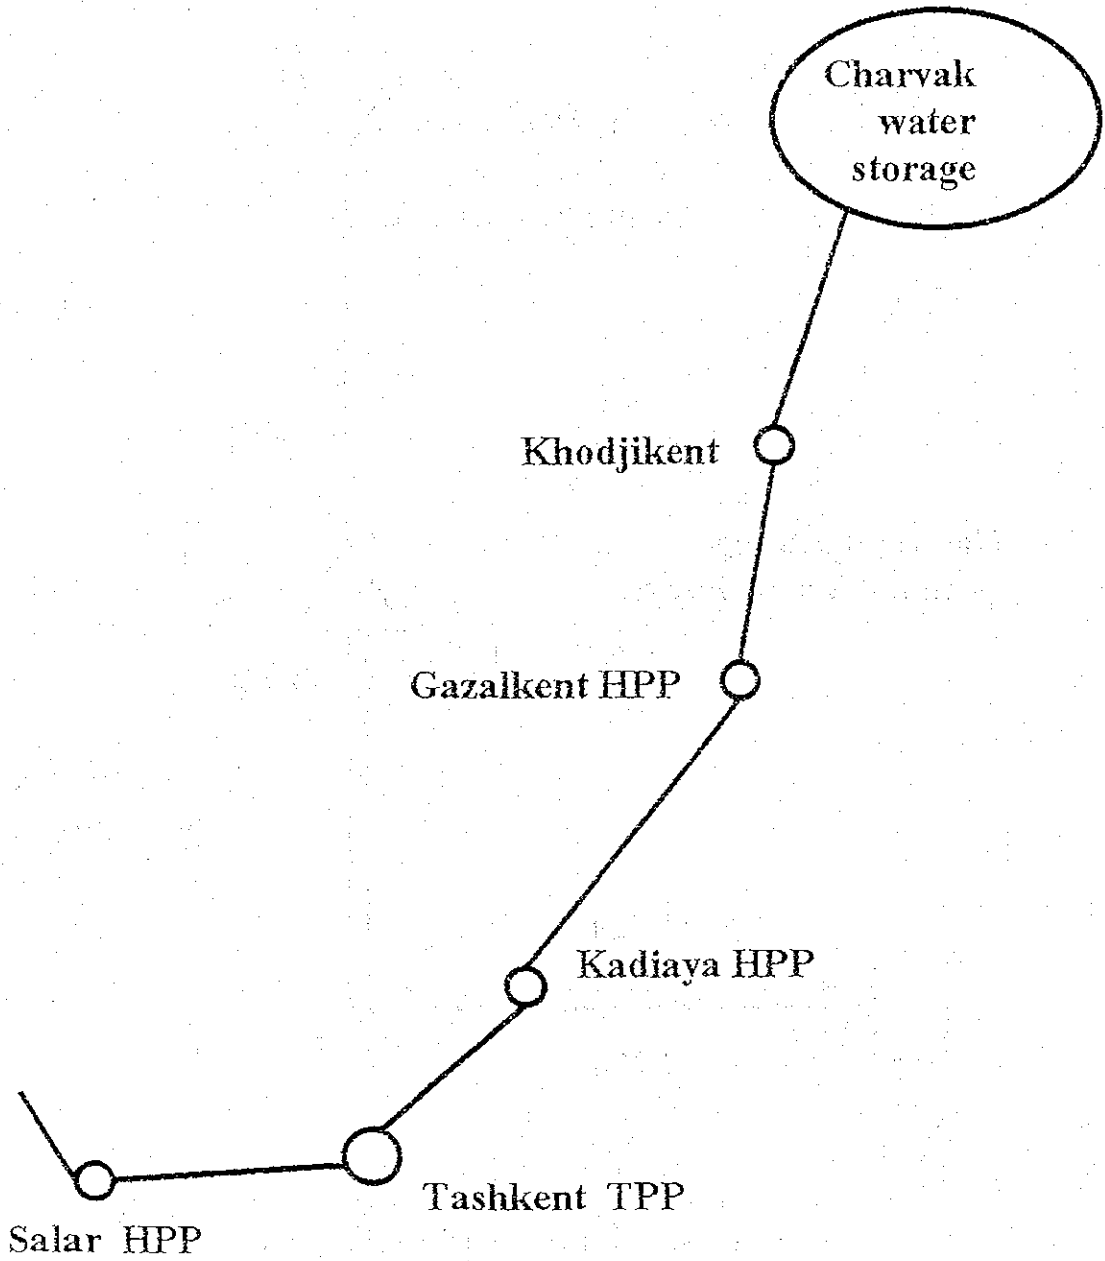 Charvak
water
storage
Khodjikent
Gazalkent HPP
Kadiaya HPP
Tashkent TPP
Salar HPP